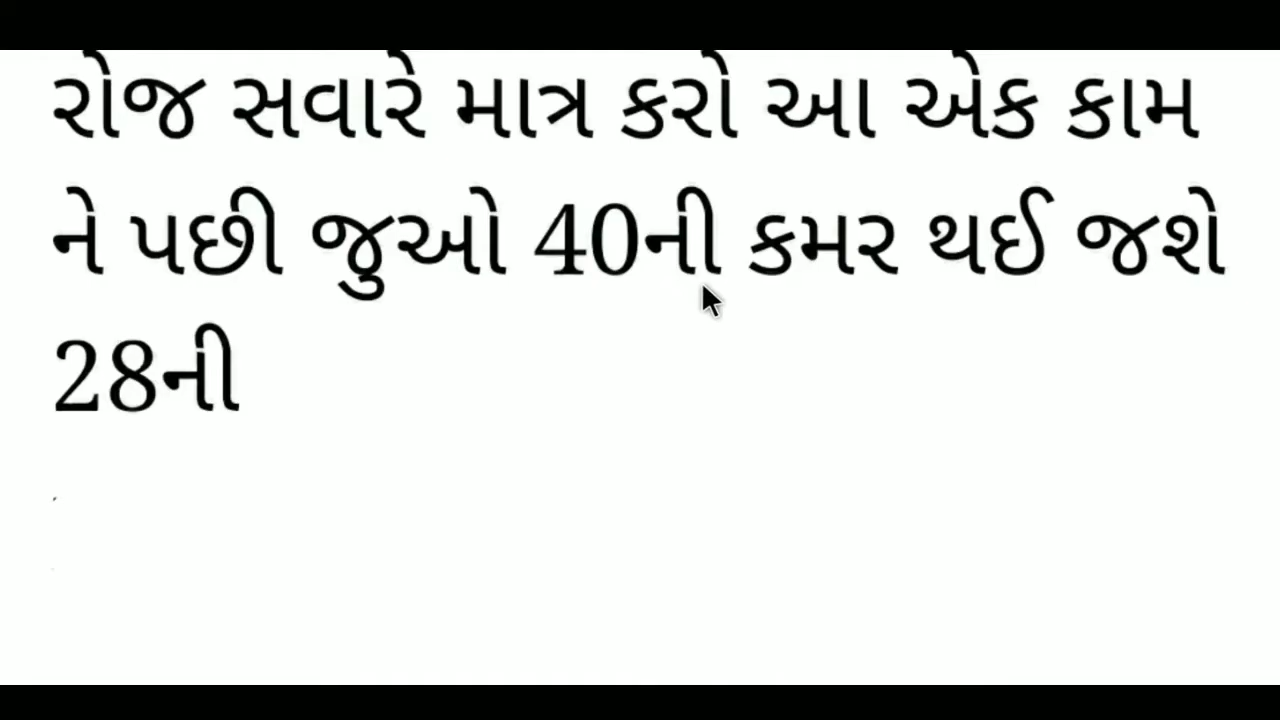 રોજ સવારે માત્ર કરો આ એક કામ
ને પછી જુઓ 40ની કમર થઈ જશે
28ની